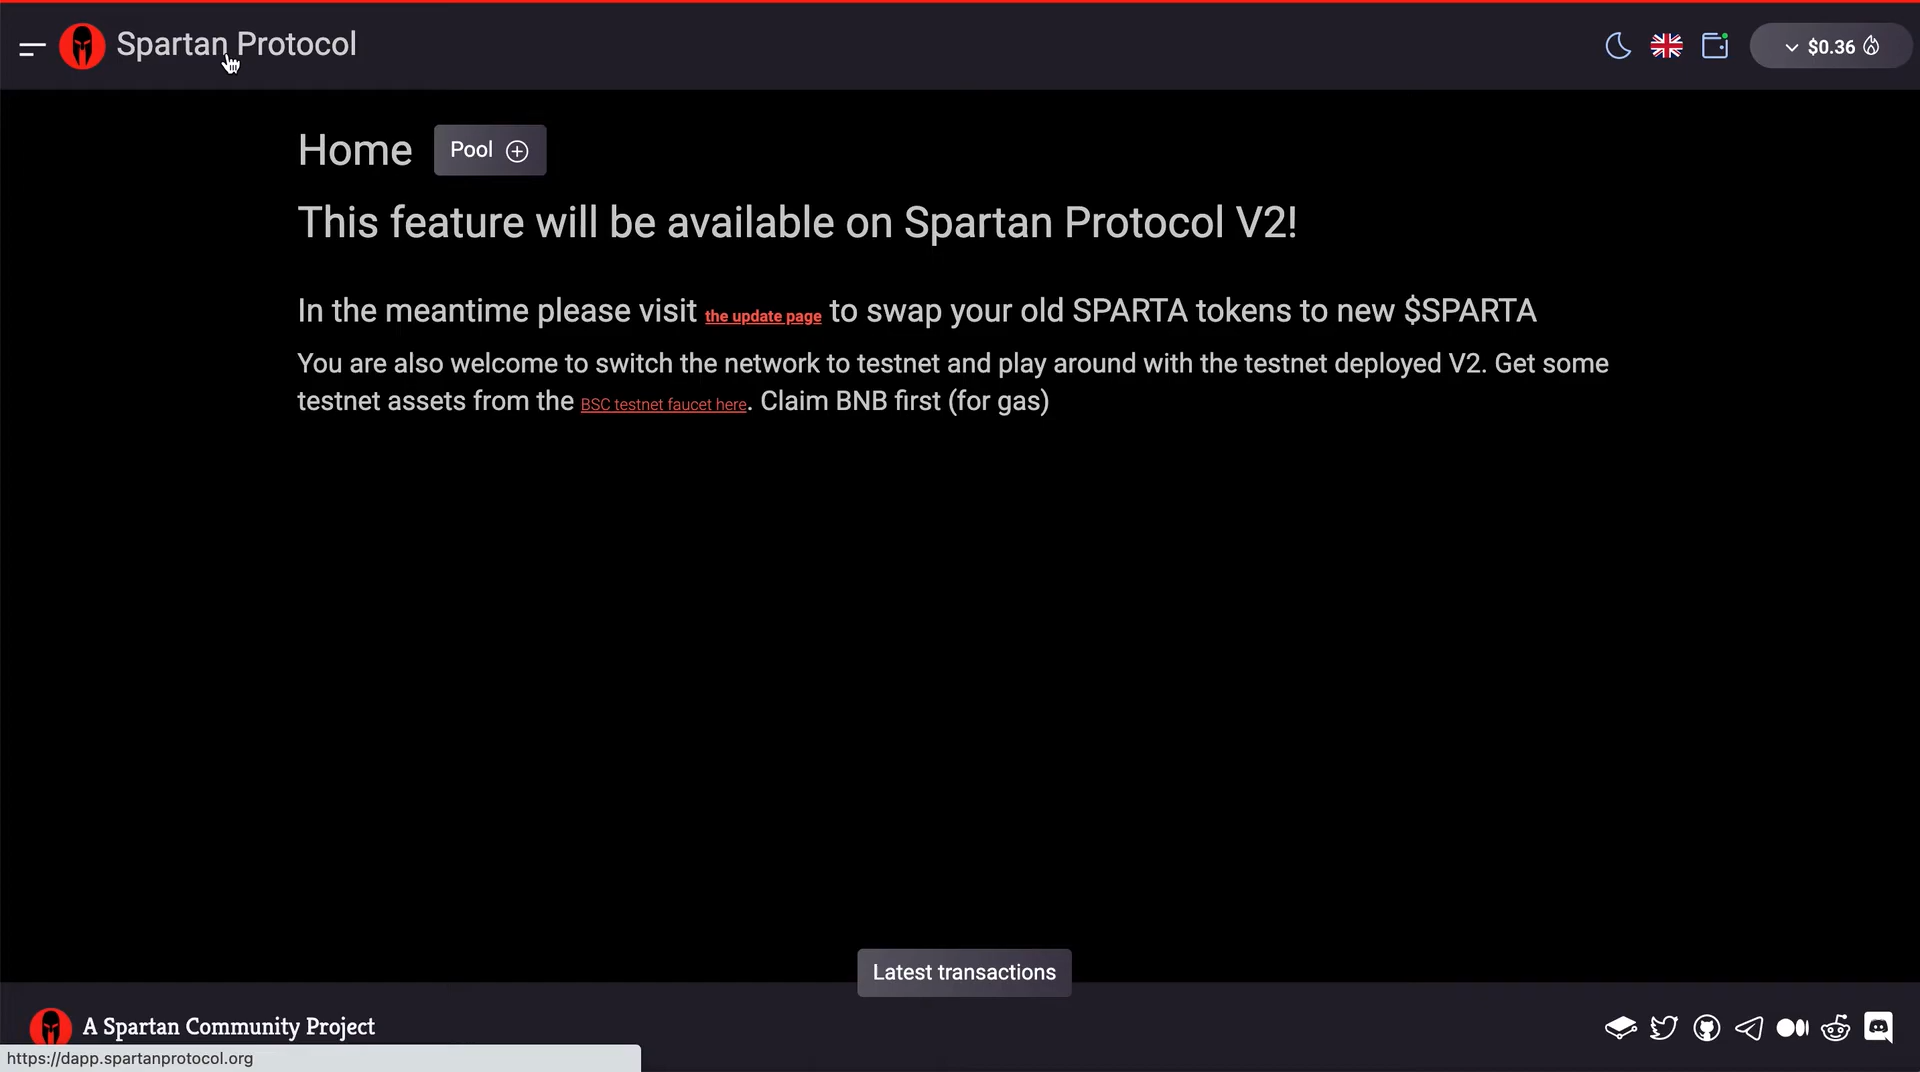 Spartan Protocol
$0.36
Home
Pool
This feature will be available on Spartan Protocol V2!
In the meantime please visit the update page to swap your old SPARTA tokens to new $SPARTA
You are also welcome to switch the network to testnet and play around with the testnet deployed V2. Get some
testnet assets from the BSC testnet faucet here. Claim BNB first (for gas)
Latest transactions
A Spartan Community Project
https://dapp.spartanprotocol.org